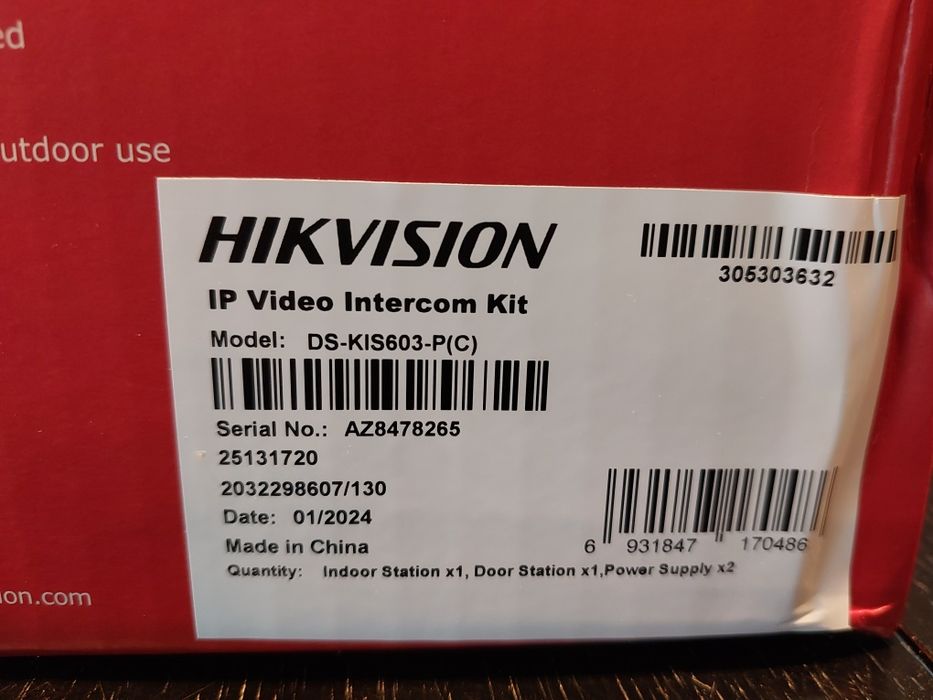 ed
utdoor use
HIKVISION
305303632
IP Video Intercom Kit
Model: DS-KIS603-P(C)
Serial No.: AZ8478265
25131720
2032298607/130
Date: 01/2024
Made in China
6 931847 170486
Quantity: Indoor Station x1, Door Station x1,Power Supply x2
ion.com